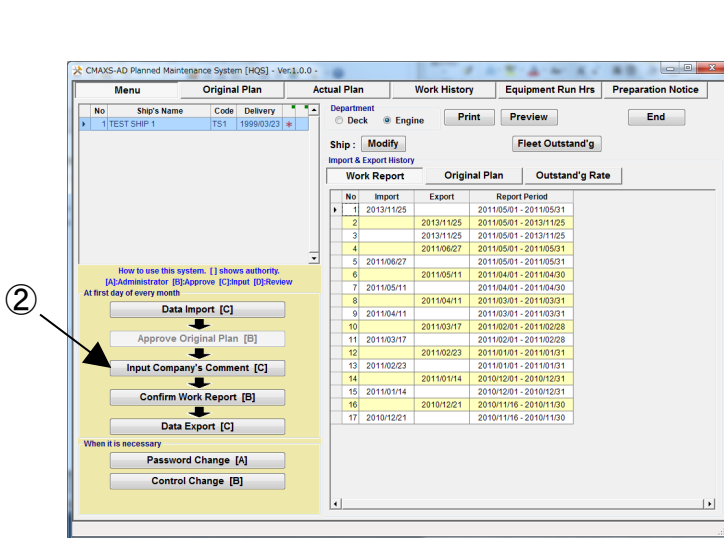 CMAXS-AD Planned Maintenance System [HQS] - Ver.1.0.0 -
Menu Original Plan Actual Plan Work History Equipment Run Hrs Preparation Notice
No Ship's Name Code Delivery
1 TEST SHIP 1 TS1 1999/03/23 *
How to use this system. [ ] shows authority.
[A]:Administrator [B]:Approve [C]:Input [D]:Review
At first day of every month
②
Data Import [C]
Approve Original Plan [B]
Input Company's Comment [C]
Confirm Work Report [B]
Data Export [C]
When it is necessary
Password Change [A]
Control Change [B]
Department
Deck Engine Print Preview End
Ship : Modify Fleet Outstand'g
Import & Export History
Work Report Original Plan Outstand'g Rate
No Import Export Report Period
1 2013/11/25 2011/05/01 - 2011/05/31
2 2013/11/25 2011/05/01 - 2013/11/25
3 2013/11/25 2011/05/01 - 2013/11/25
4 2011/06/27 2011/05/01 - 2011/05/31
5 2011/06/27 2011/05/01 - 2011/05/31
6 2011/05/11 2011/04/01 - 2011/04/30
7 2011/05/11 2011/04/01 - 2011/04/30
8 2011/04/11 2011/03/01 - 2011/03/31
9 2011/04/11 2011/03/01 - 2011/03/31
10 2011/03/17 2011/02/01 - 2011/02/28
11 2011/03/17 2011/02/01 - 2011/02/28
12 2011/02/23 2011/01/01 - 2011/01/31
13 2011/02/23 2011/01/01 - 2011/01/31
14 2011/01/14 2010/12/01 - 2010/12/31
15 2011/01/14 2010/12/01 - 2010/12/31
16 2010/12/21 2010/11/16 - 2010/11/30
17 2010/12/21 2010/11/16 - 2010/11/30